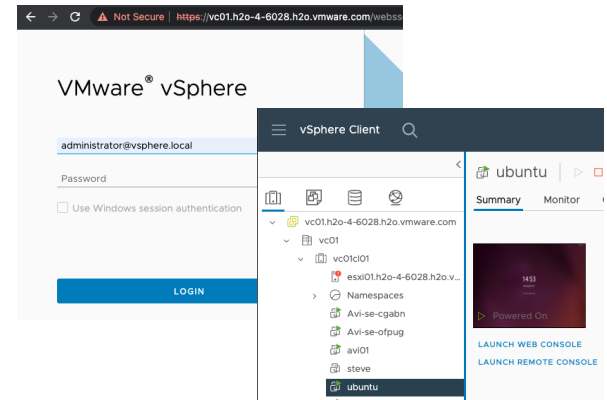 Not Secure | https://vc01.h2o-4-6028.h2o.vmware.com/webss
VMware® vSphere
administrator@vsphere.local
Password
Use Windows session authentication
LOGIN
vSphere Client
vc01.h2o-4-6028.h2o.vmware.com
vc01
vc01cl01
esxi01.h2o-4-6028.h2o.v...
Namespaces
Avi-se-cgabn
Avi-se-ofpug
avi01
steve
ubuntu
ubuntu
Summary Monitor
14:53
Powered On
LAUNCH WEB CONSOLE
LAUNCH REMOTE CONSOLE